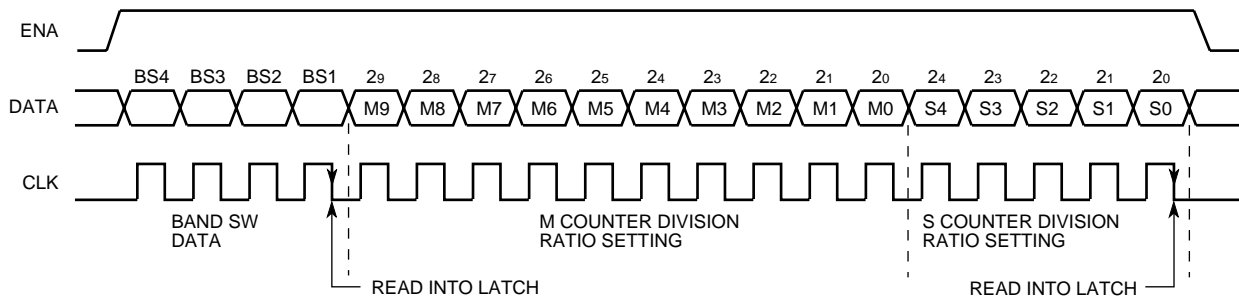 ENA
BS4 BS3 BS2 BS1 29 28 27 26 25 24 23 22 21 20 24 23 22 21 20
DATA M9 M8 M7 M6 M5 M4 M3 M2 M1 M0 S4 S3 S2 S1 S0
CLK
BAND SW
DATA
M COUNTER DIVISION
RATIO SETTING
S COUNTER DIVISION
RATIO SETTING
READ INTO LATCH
READ INTO LATCH